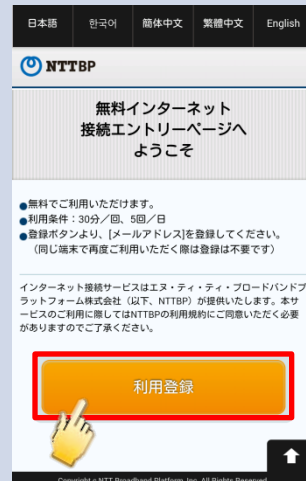 日本語 한국어 簡体中文 繁體中文 English
NTTBP
無料インターネット
接続エントリーページへ
ようこそ
●無料でご利用いただけます。
●利用条件：30分／回、5回／日
●登録ボタンより、[メールアドレス]を登録してください。
（同じ端末で再度ご利用いただく際は登録は不要です）
インターネット接続サービスはエヌ・ティ・ティ・ブロードバンドプ
ラットフォーム株式会社（以下、NTTBP）が提供いたします。本サ
ービスのご利用に際してはNTTBPの利用規約にご同意いただく必要
がありますのでご了承ください。
利用登録
Copyright c NTT Broadband Platform, Inc. All Rights Reserved